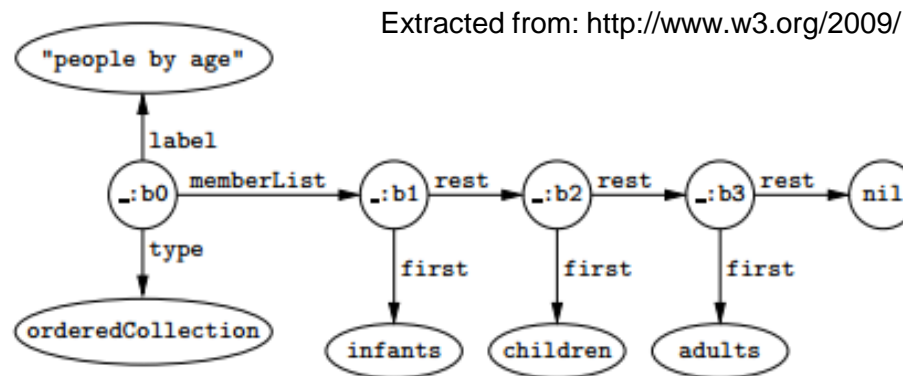 Extracted from: http://www.w3.org/2009/
"people by age"
label
_:b0 memberList _:b1 rest _:b2 rest _:b3 rest nil
type first first first
orderedCollection infants children adults